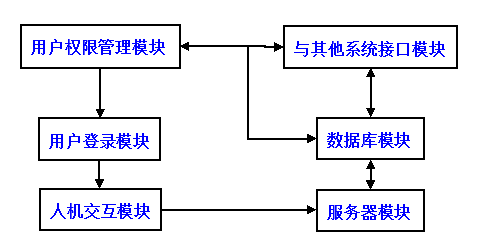 用户权限管理模块
与其他系统接口模块
用户登录模块
数据库模块
人机交互模块
服务器模块